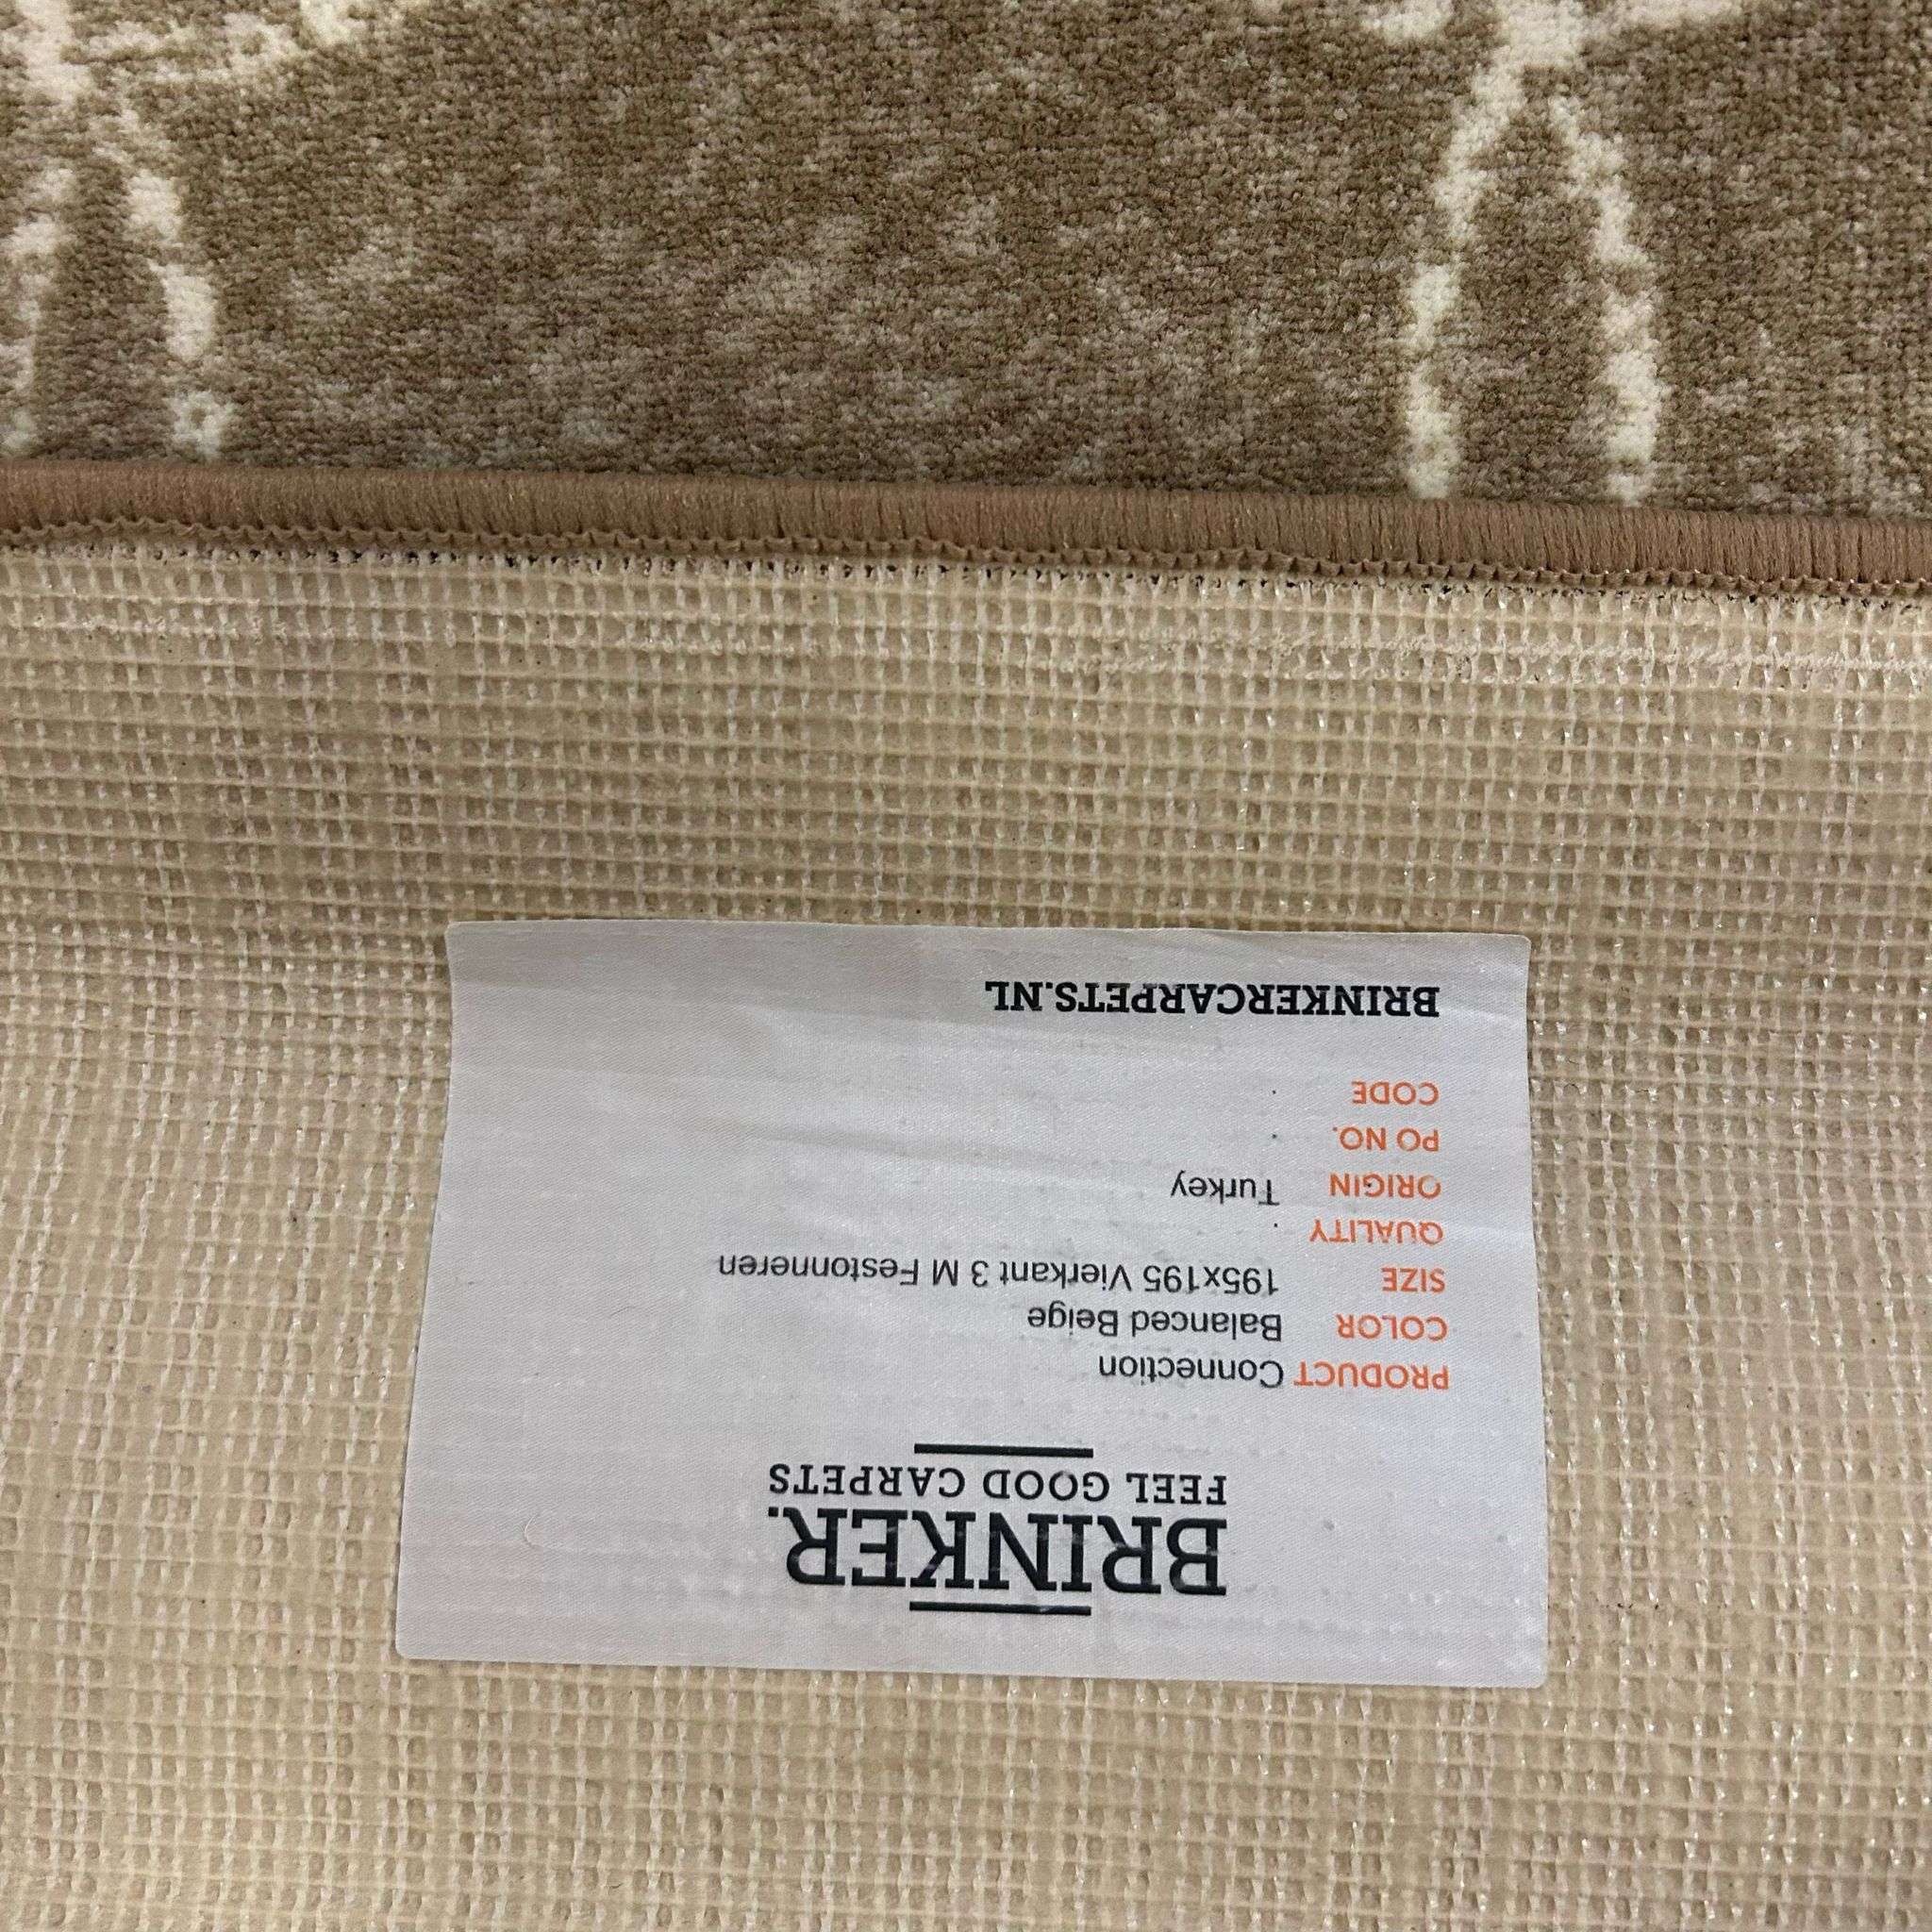 BRINKER.
FEEL GOOD CARPETS
PRODUCT Connection
COLOR Balanced Beige
SIZE 195x195 Vierkant 3 M Festonneren
QUALITY .
ORIGIN Turkey
PO NO. .
CODE .
BRINKERCARPETS.NL